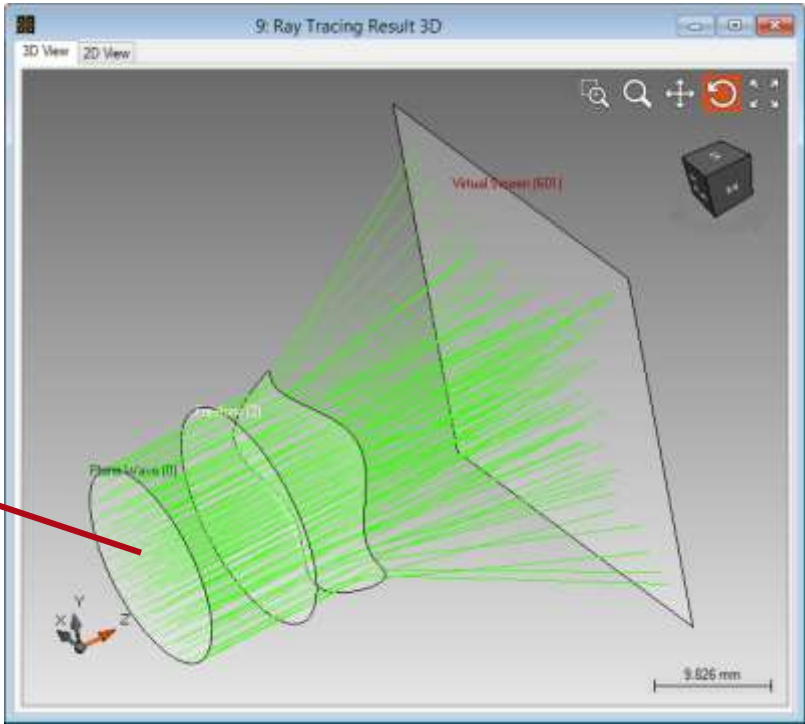 9: Ray Tracing Result 3D
3D View 2D View
Virtual Screen (601)
Plane Wave (0)
Y
X
Z
9.826 mm